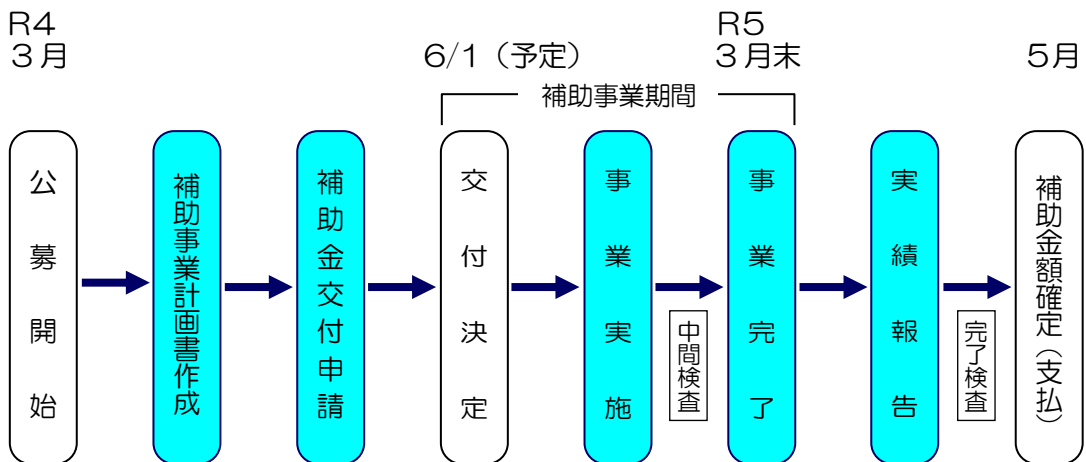 R4
3月
6/1(予定)
R5
3月末
5月
補助事業期間
公募開始
補助事業計画書作成
補助金交付申請
交付決定
事業実施
中間検査
事業完了
実績報告
完了検査
補助金額確定(支払)